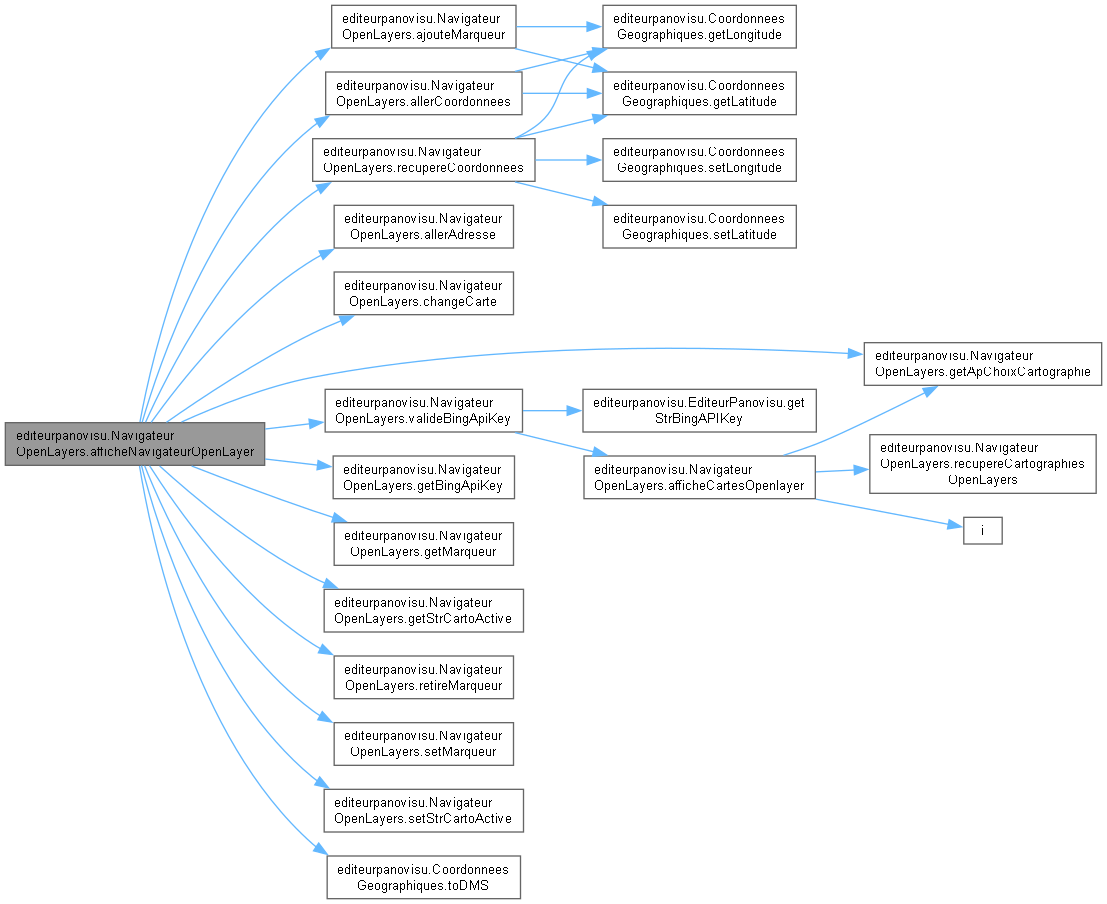 editeurpanovisu.Navigateur
OpenLayers.afficheNavigateurOpenLayer
editeurpanovisu.Navigateur
OpenLayers.ajouteMarqueur
editeurpanovisu.Navigateur
OpenLayers.allerCoordonnees
editeurpanovisu.Navigateur
OpenLayers.recupereCoordonnees
editeurpanovisu.Navigateur
OpenLayers.allerAdresse
editeurpanovisu.Navigateur
OpenLayers.changeCarte
editeurpanovisu.Navigateur
OpenLayers.valideBingApiKey
editeurpanovisu.Navigateur
OpenLayers.getBingApiKey
editeurpanovisu.Navigateur
OpenLayers.getMarqueur
editeurpanovisu.Navigateur
OpenLayers.getStrCartoActive
editeurpanovisu.Navigateur
OpenLayers.retireMarqueur
editeurpanovisu.Navigateur
OpenLayers.setMarqueur
editeurpanovisu.Navigateur
OpenLayers.setStrCartoActive
editeurpanovisu.Coordonnees
Geographiques.toDMS
editeurpanovisu.Coordonnees
Geographiques.getLongitude
editeurpanovisu.Coordonnees
Geographiques.getLatitude
editeurpanovisu.Coordonnees
Geographiques.setLongitude
editeurpanovisu.Coordonnees
Geographiques.setLatitude
editeurpanovisu.EditeurPanovisu.get
StrBingAPIKey
editeurpanovisu.Navigateur
OpenLayers.afficheCartesOpenlayer
editeurpanovisu.Navigateur
OpenLayers.getApChoixCartographie
editeurpanovisu.Navigateur
OpenLayers.recupereCartographies
OpenLayers
i